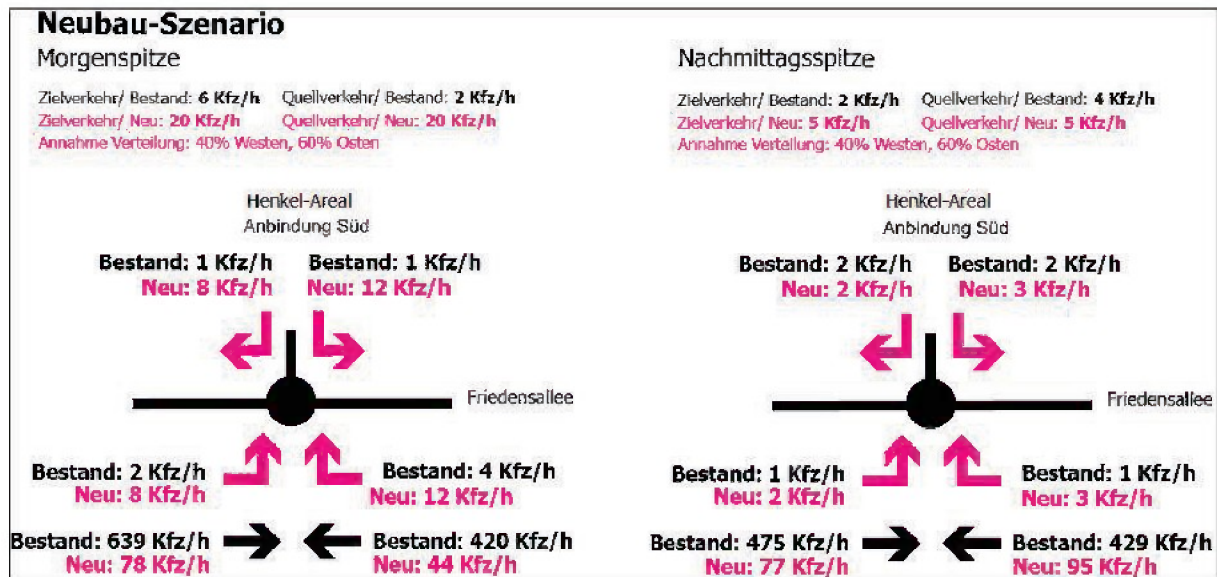 Neubau-Szenario
Morgenspitze
Zielverkehr/ Bestand: 6 Kfz/h Quellverkehr/ Bestand: 2 Kfz/h
Zielverkehr/ Neu: 20 Kfz/h Quellverkehr/ Neu: 20 Kfz/h
Annahme Verteilung: 40% Westen, 60% Osten
Henkel-Areal
Anbindung Süd
Bestand: 1 Kfz/h Bestand: 1 Kfz/h
Neu: 8 Kfz/h Neu: 12 Kfz/h
Friedensallee
Bestand: 2 Kfz/h Bestand: 4 Kfz/h
Neu: 8 Kfz/h Neu: 12 Kfz/h
Bestand: 639 Kfz/h Bestand: 420 Kfz/h
Neu: 78 Kfz/h Neu: 44 Kfz/h
Nachmittagsspitze
Zielverkehr/ Bestand: 2 Kfz/h Quellverkehr/ Bestand: 4 Kfz/h
Zielverkehr/ Neu: 5 Kfz/h Quellverkehr/ Neu: 5 Kfz/h
Annahme Verteilung: 40% Westen, 60% Osten
Henkel-Areal
Anbindung Süd
Bestand: 2 Kfz/h Bestand: 2 Kfz/h
Neu: 2 Kfz/h Neu: 3 Kfz/h
Friedensallee
Bestand: 1 Kfz/h Bestand: 1 Kfz/h
Neu: 2 Kfz/h Neu: 3 Kfz/h
Bestand: 475 Kfz/h Bestand: 429 Kfz/h
Neu: 77 Kfz/h Neu: 95 Kfz/h